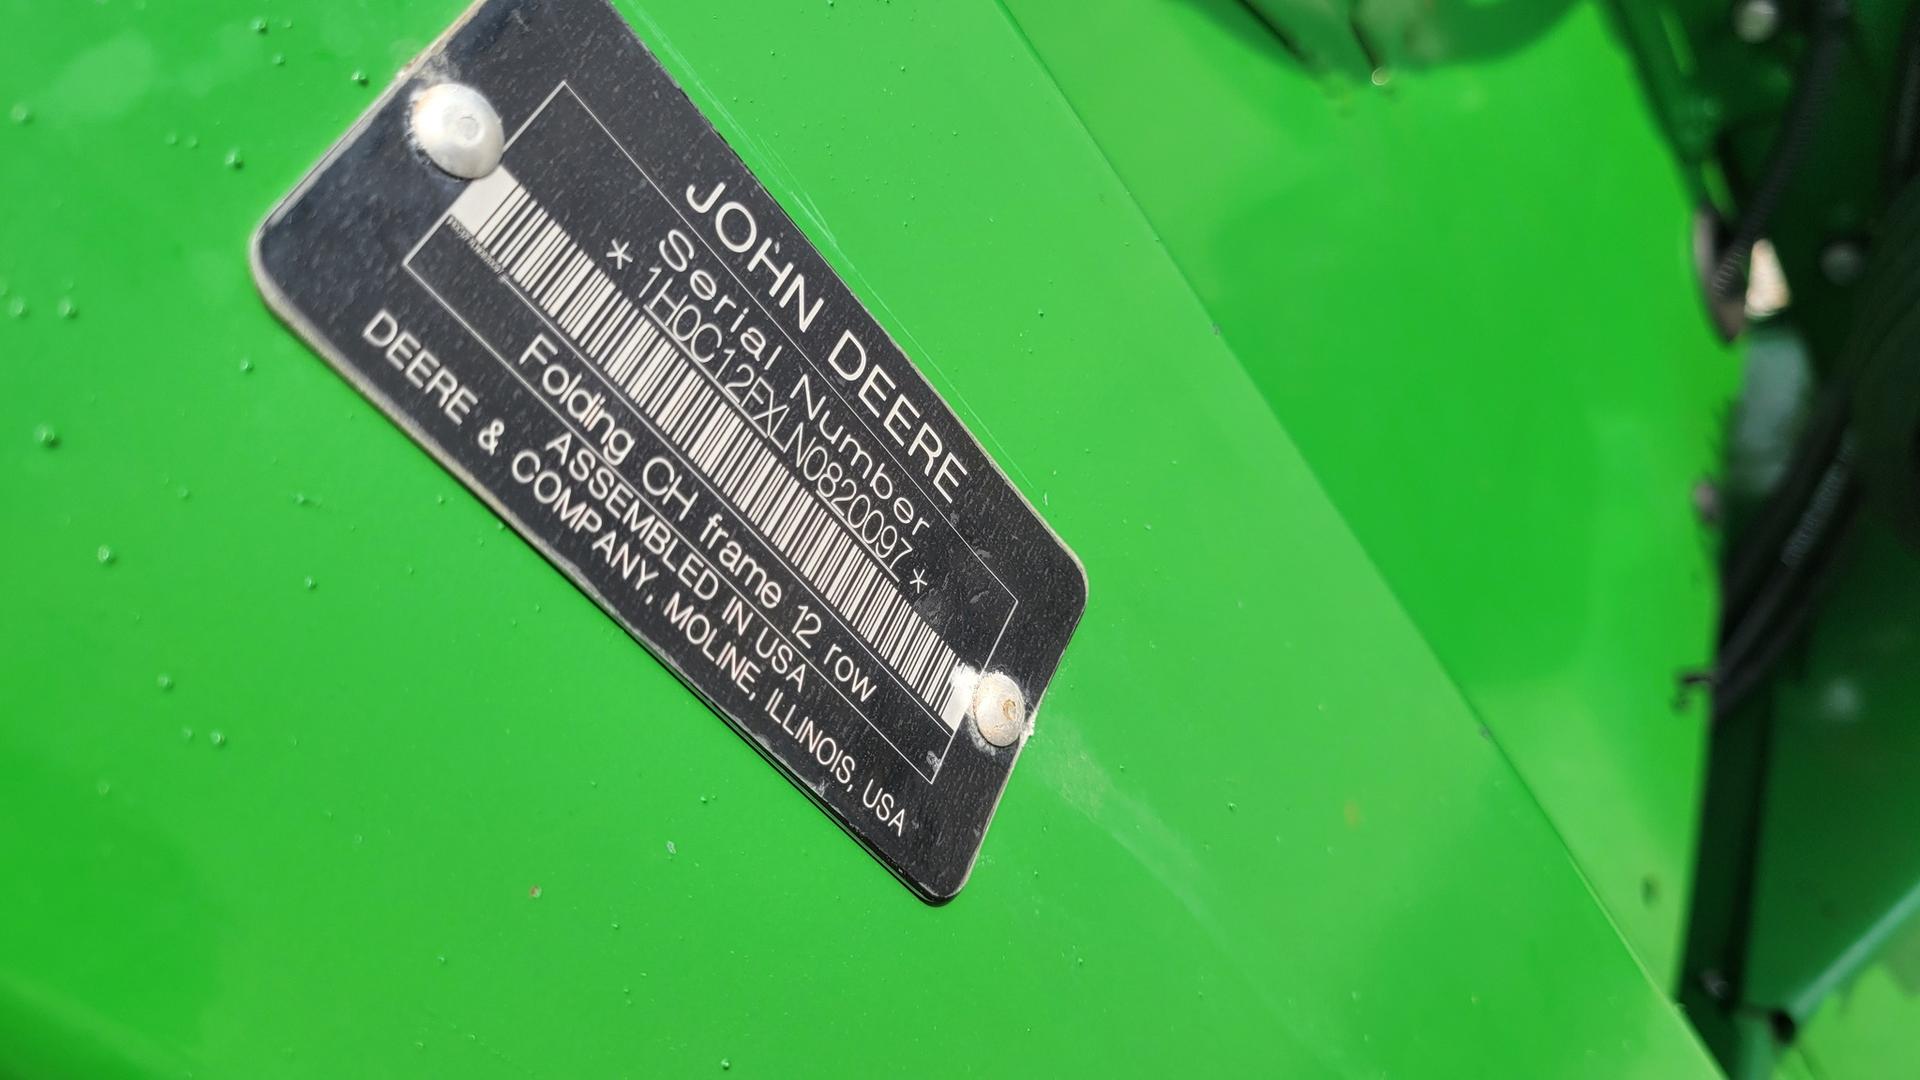 JOHN DEERE
Serial Number
* 1H0C12FXLN0820097 *
Folding CH frame 12 row
ASSEMBLED IN USA
DEERE & COMPANY, MOLINE, ILLINOIS, USA